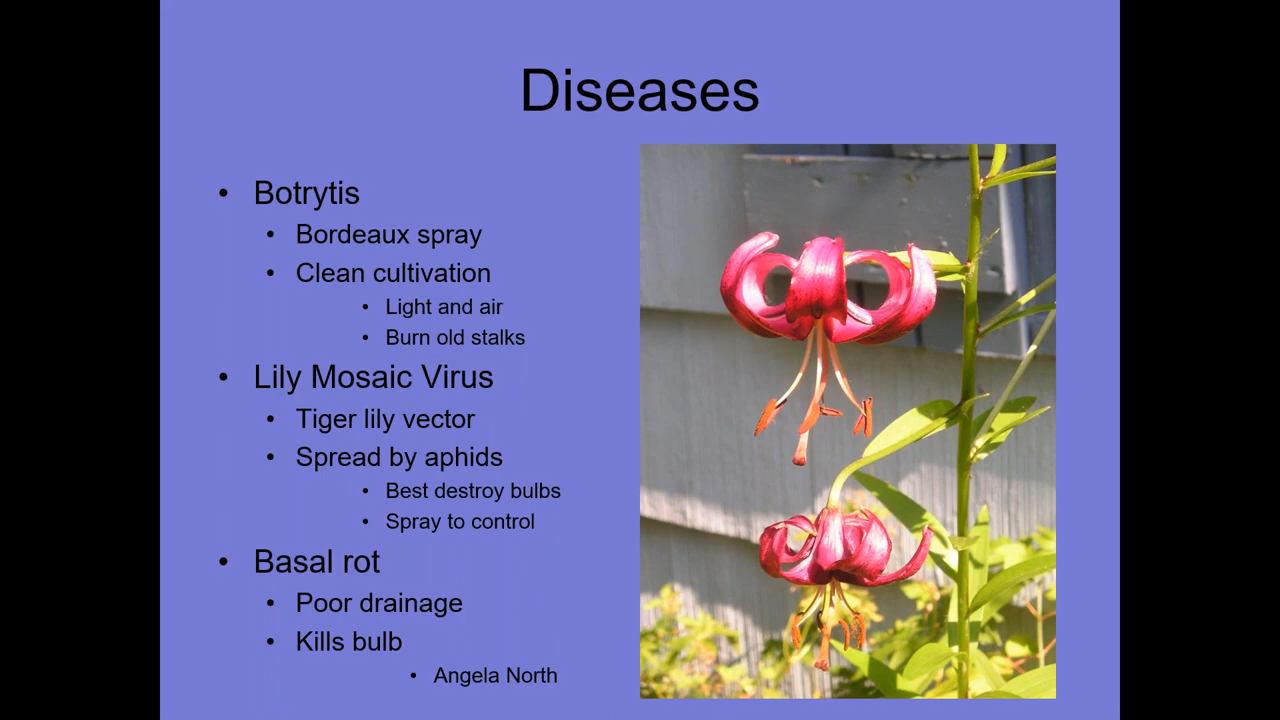 Diseases
• Botrytis
• Bordeaux spray
• Clean cultivation
• Light and air
• Burn old stalks
• Lily Mosaic Virus
• Tiger lily vector
• Spread by aphids
• Best destroy bulbs
• Spray to control
• Basal rot
• Poor drainage
• Kills bulb
• Angela North